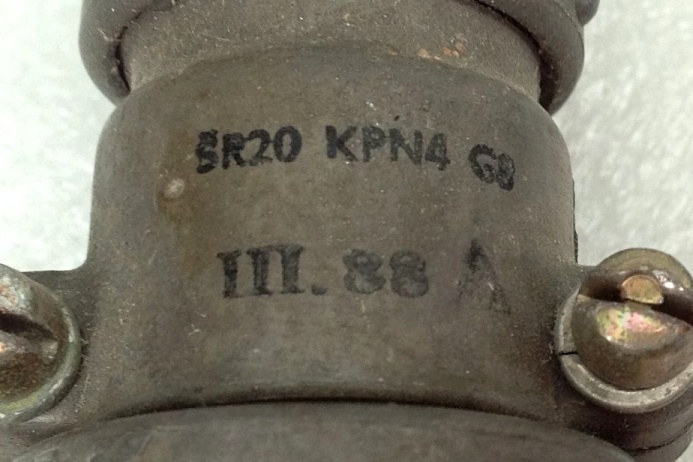 SR20 KPN4 G8
III. 88 A